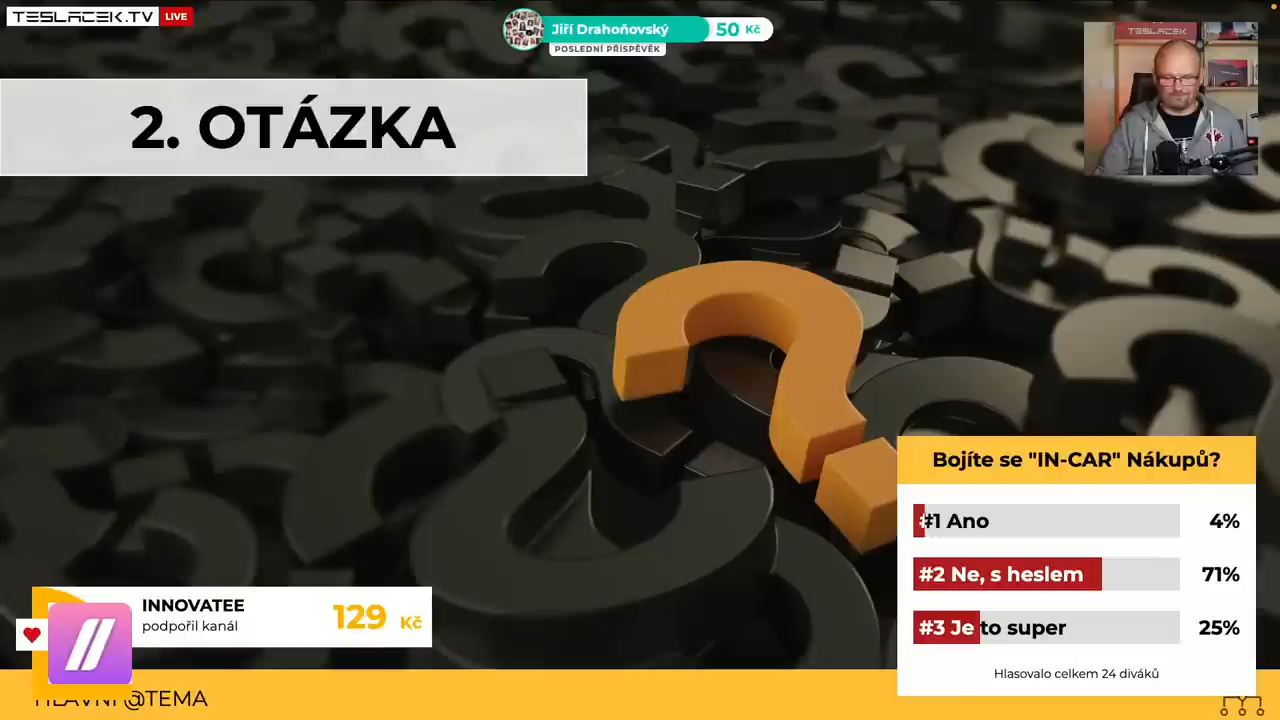 TESLACEK.TV LIVE
Jiří Drahoňovský 50 Kč
POSLEDNÍ PŘÍSPĚVEK
TESLACEK
2. OTÁZKA
Bojíte se "IN-CAR" Nákupů?
#1 Ano 4%
#2 Ne, s heslem 71%
#3 Je to super 25%
Hlasovalo celkem 24 diváků
INNOVATEE
podpořil kanál
129 Kč
HLAVNÍ @TEMA